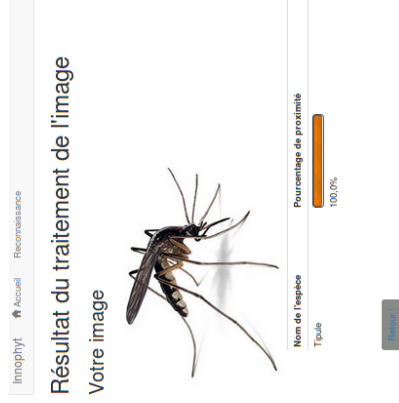 Innophyt Accueil Reconnaissance
Résultat du traitement de l'image
Votre image
Nom de l'espèce Pourcentage de proximité
Tipule
100,0%
Retour !